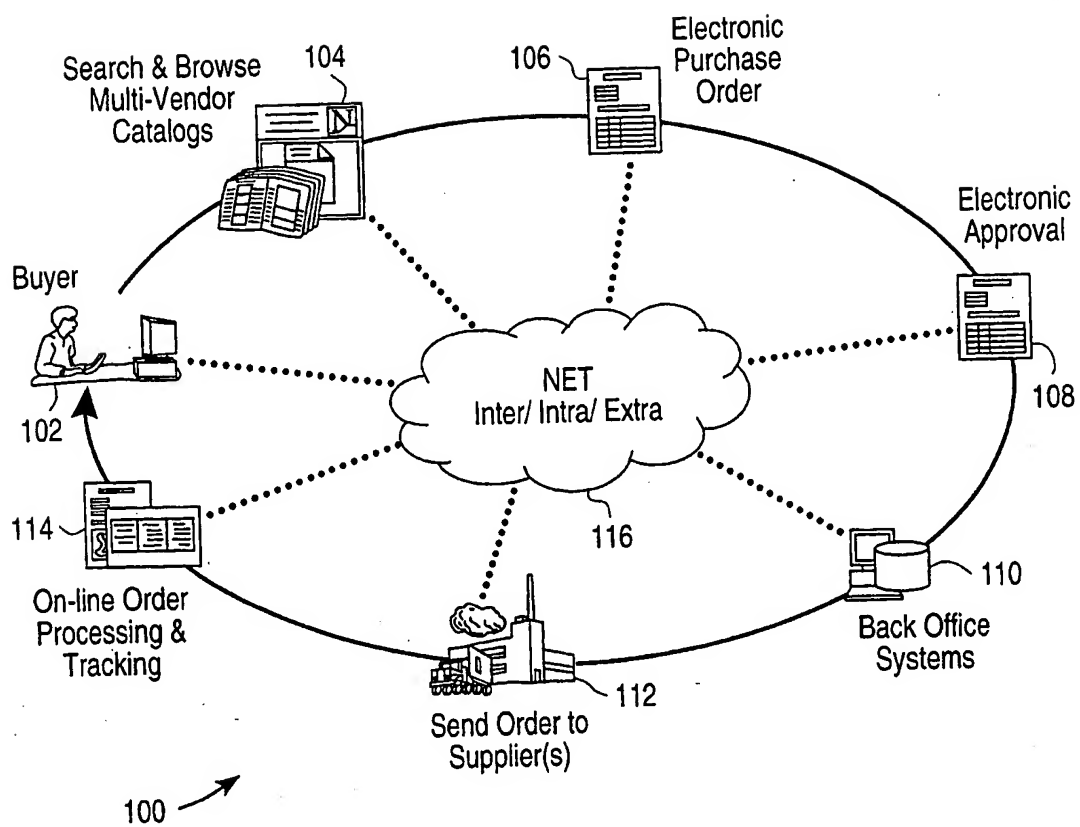 Search & Browse
Multi-Vendor
Catalogs
104
106
Electronic
Purchase
Order
Electronic
Approval
108
Buyer
102
NET
Inter/ Intra/ Extra
116
114
On-line Order
Processing &
Tracking
110
Back Office
Systems
112
Send Order to
Supplier(s)
100